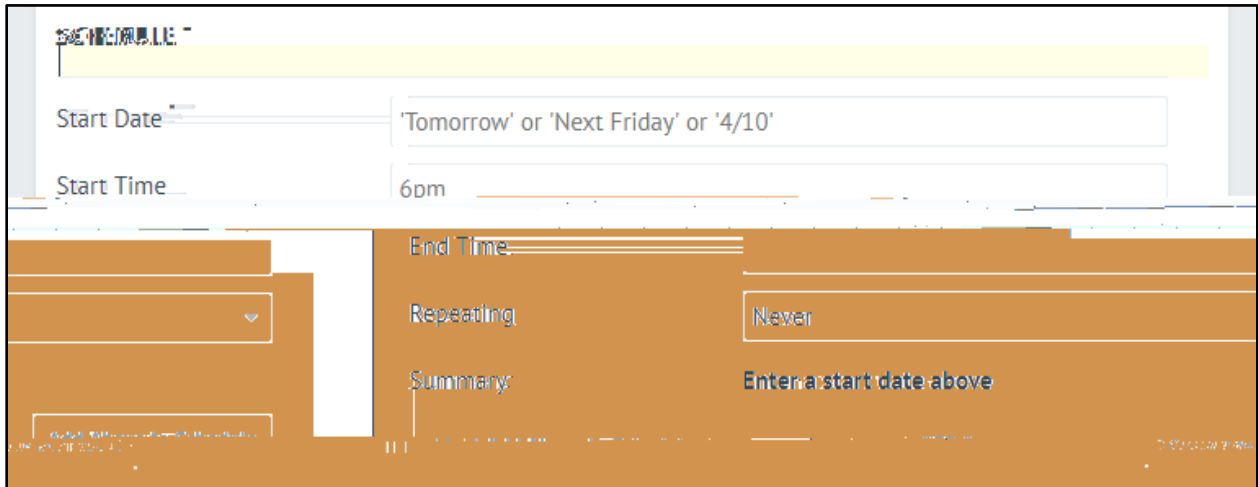 SCHEDULE
Start Date
'Tomorrow' or 'Next Friday' or '4/10'
Start Time
6pm
End Time
Repeating
Never
Summary
Enter a start date above